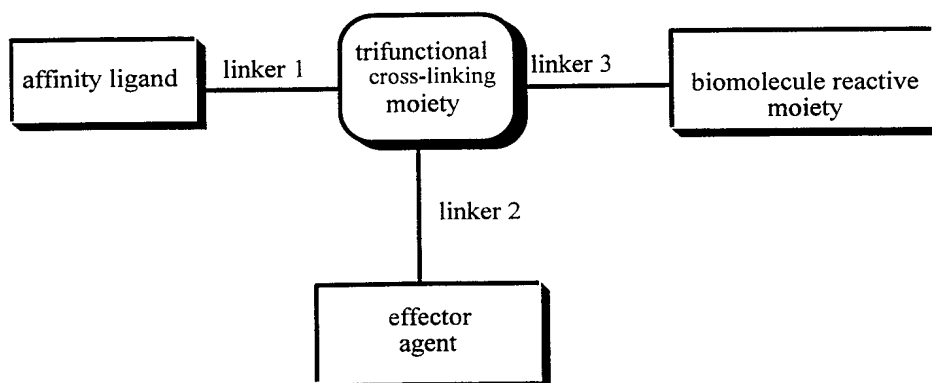 trifunctional
cross-linking
moiety
affinity ligand
linker 1
linker 3
biomolecule reactive
moiety
linker 2
effector
agent